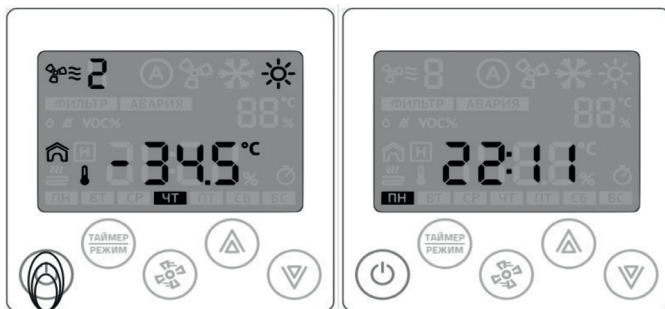 2 A
ФИЛЬТР АВАРИЯ 88 °C
VOC% %
H -34.5 °C
%
ПН ВТ СР ЧТ ПТ СБ ВС
ТАЙМЕР
РЕЖИМ
8 A
ФИЛЬТР АВАРИЯ 88 °C
VOC% %
H 22:11
%
ПН ВТ СР ЧТ ПТ СБ ВС
ТАЙМЕР
РЕЖИМ